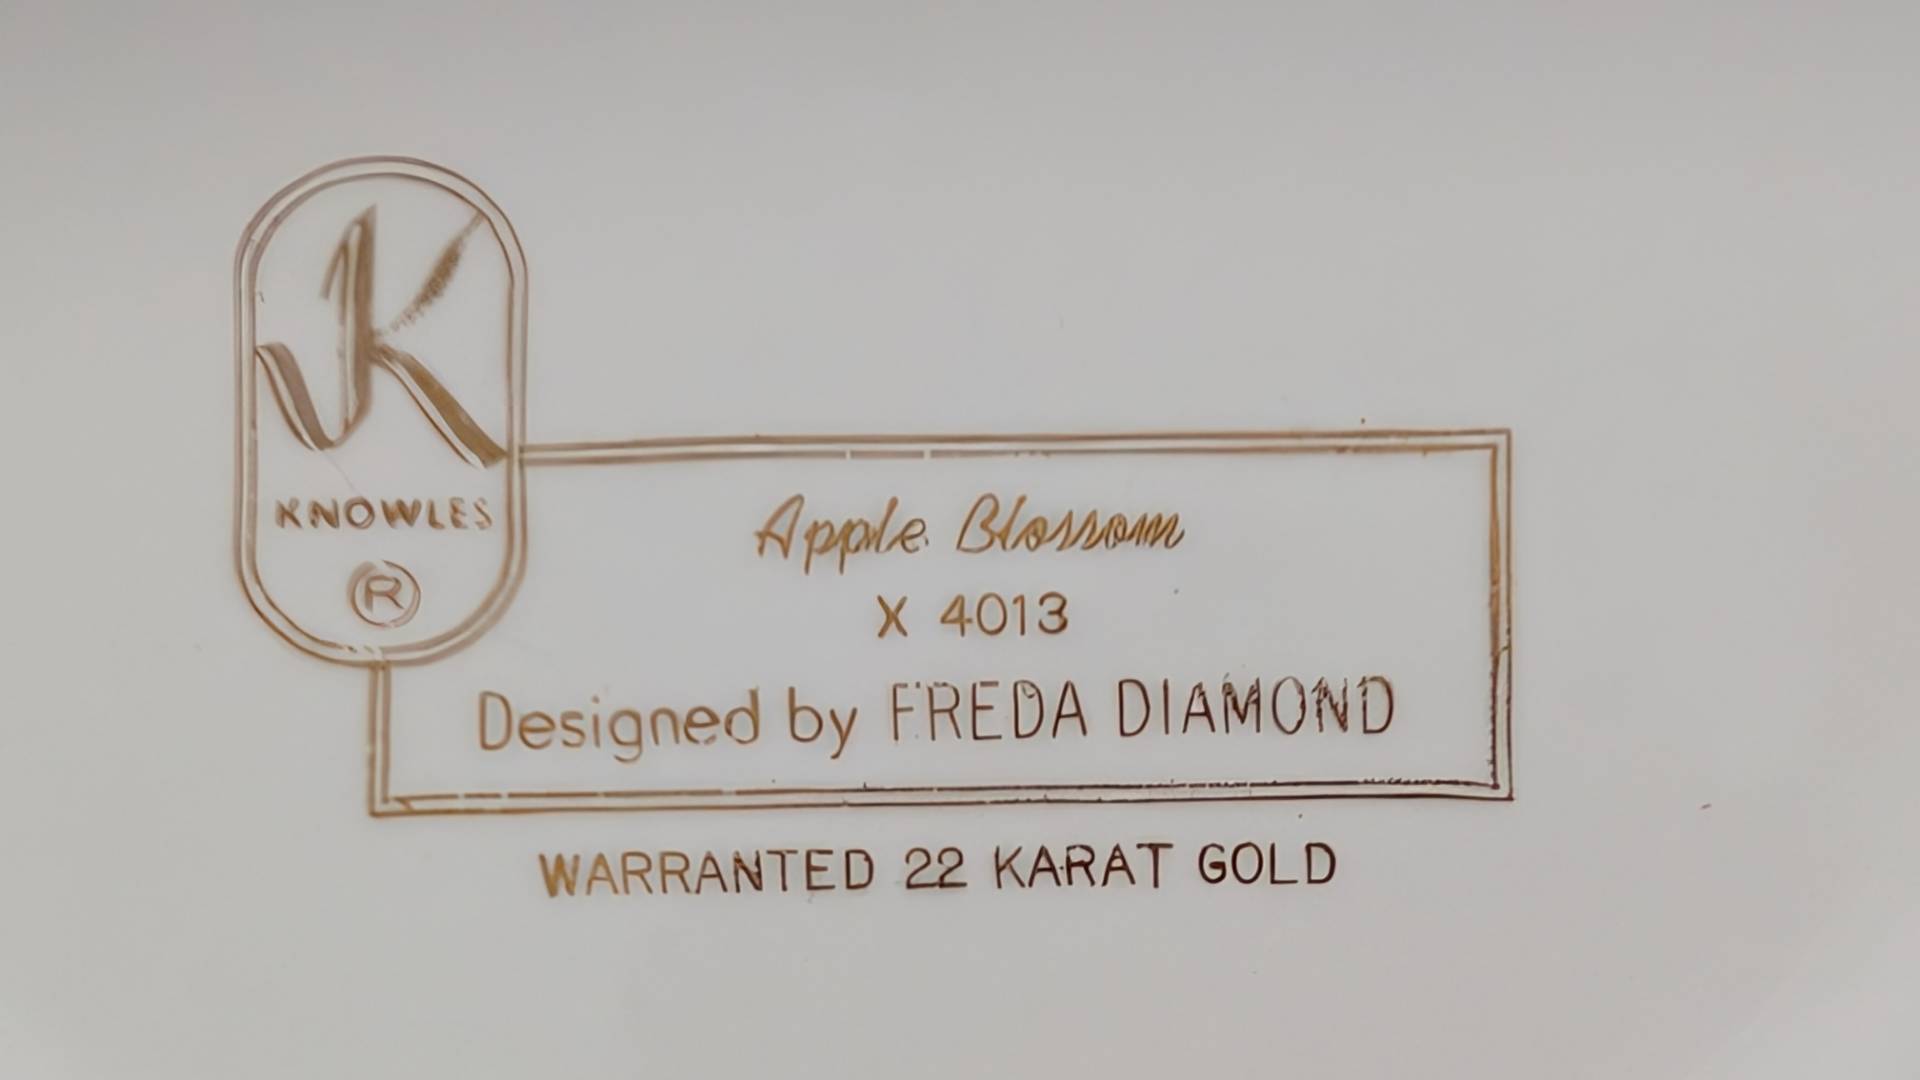 K
KNOWLES
®
Apple Blossom
X 4013
Designed by FREDA DIAMOND
WARRANTED 22 KARAT GOLD